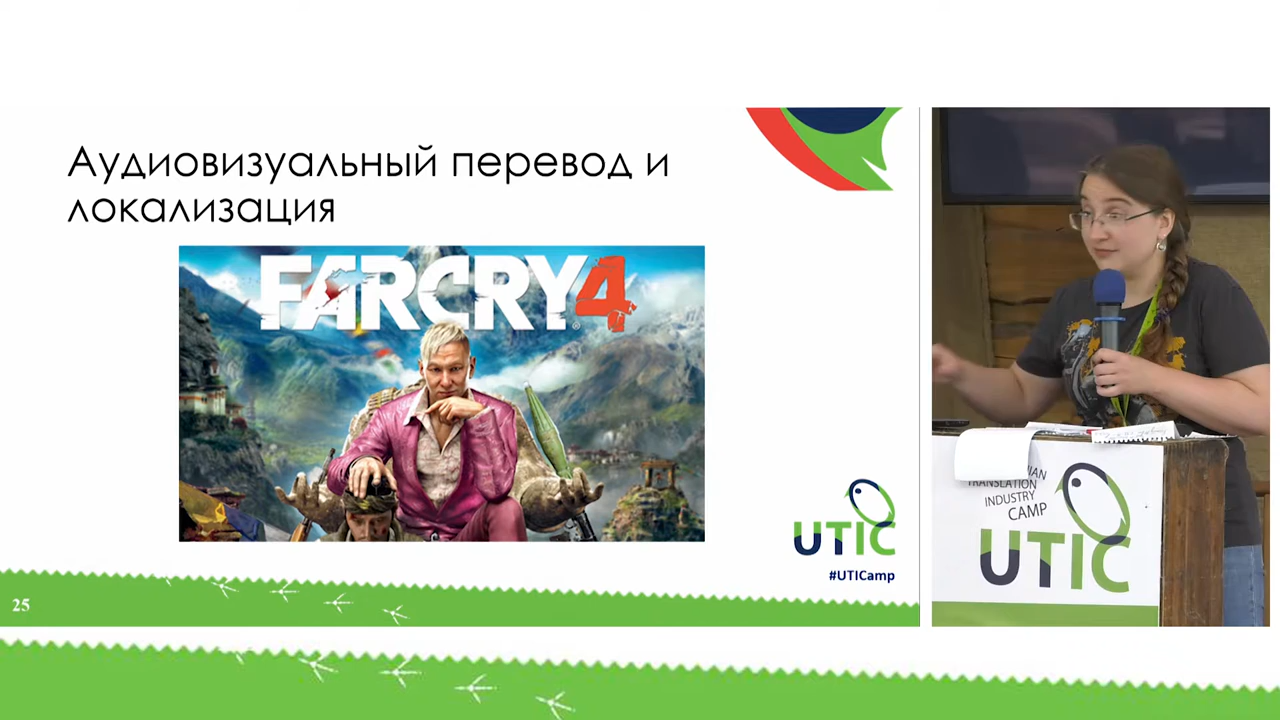 Аудиовизуальный перевод и
локализация
FARCRY4
UTIC
#UTICamp
25
TRANSLATION
INDUSTRY
CAMP
UTIC